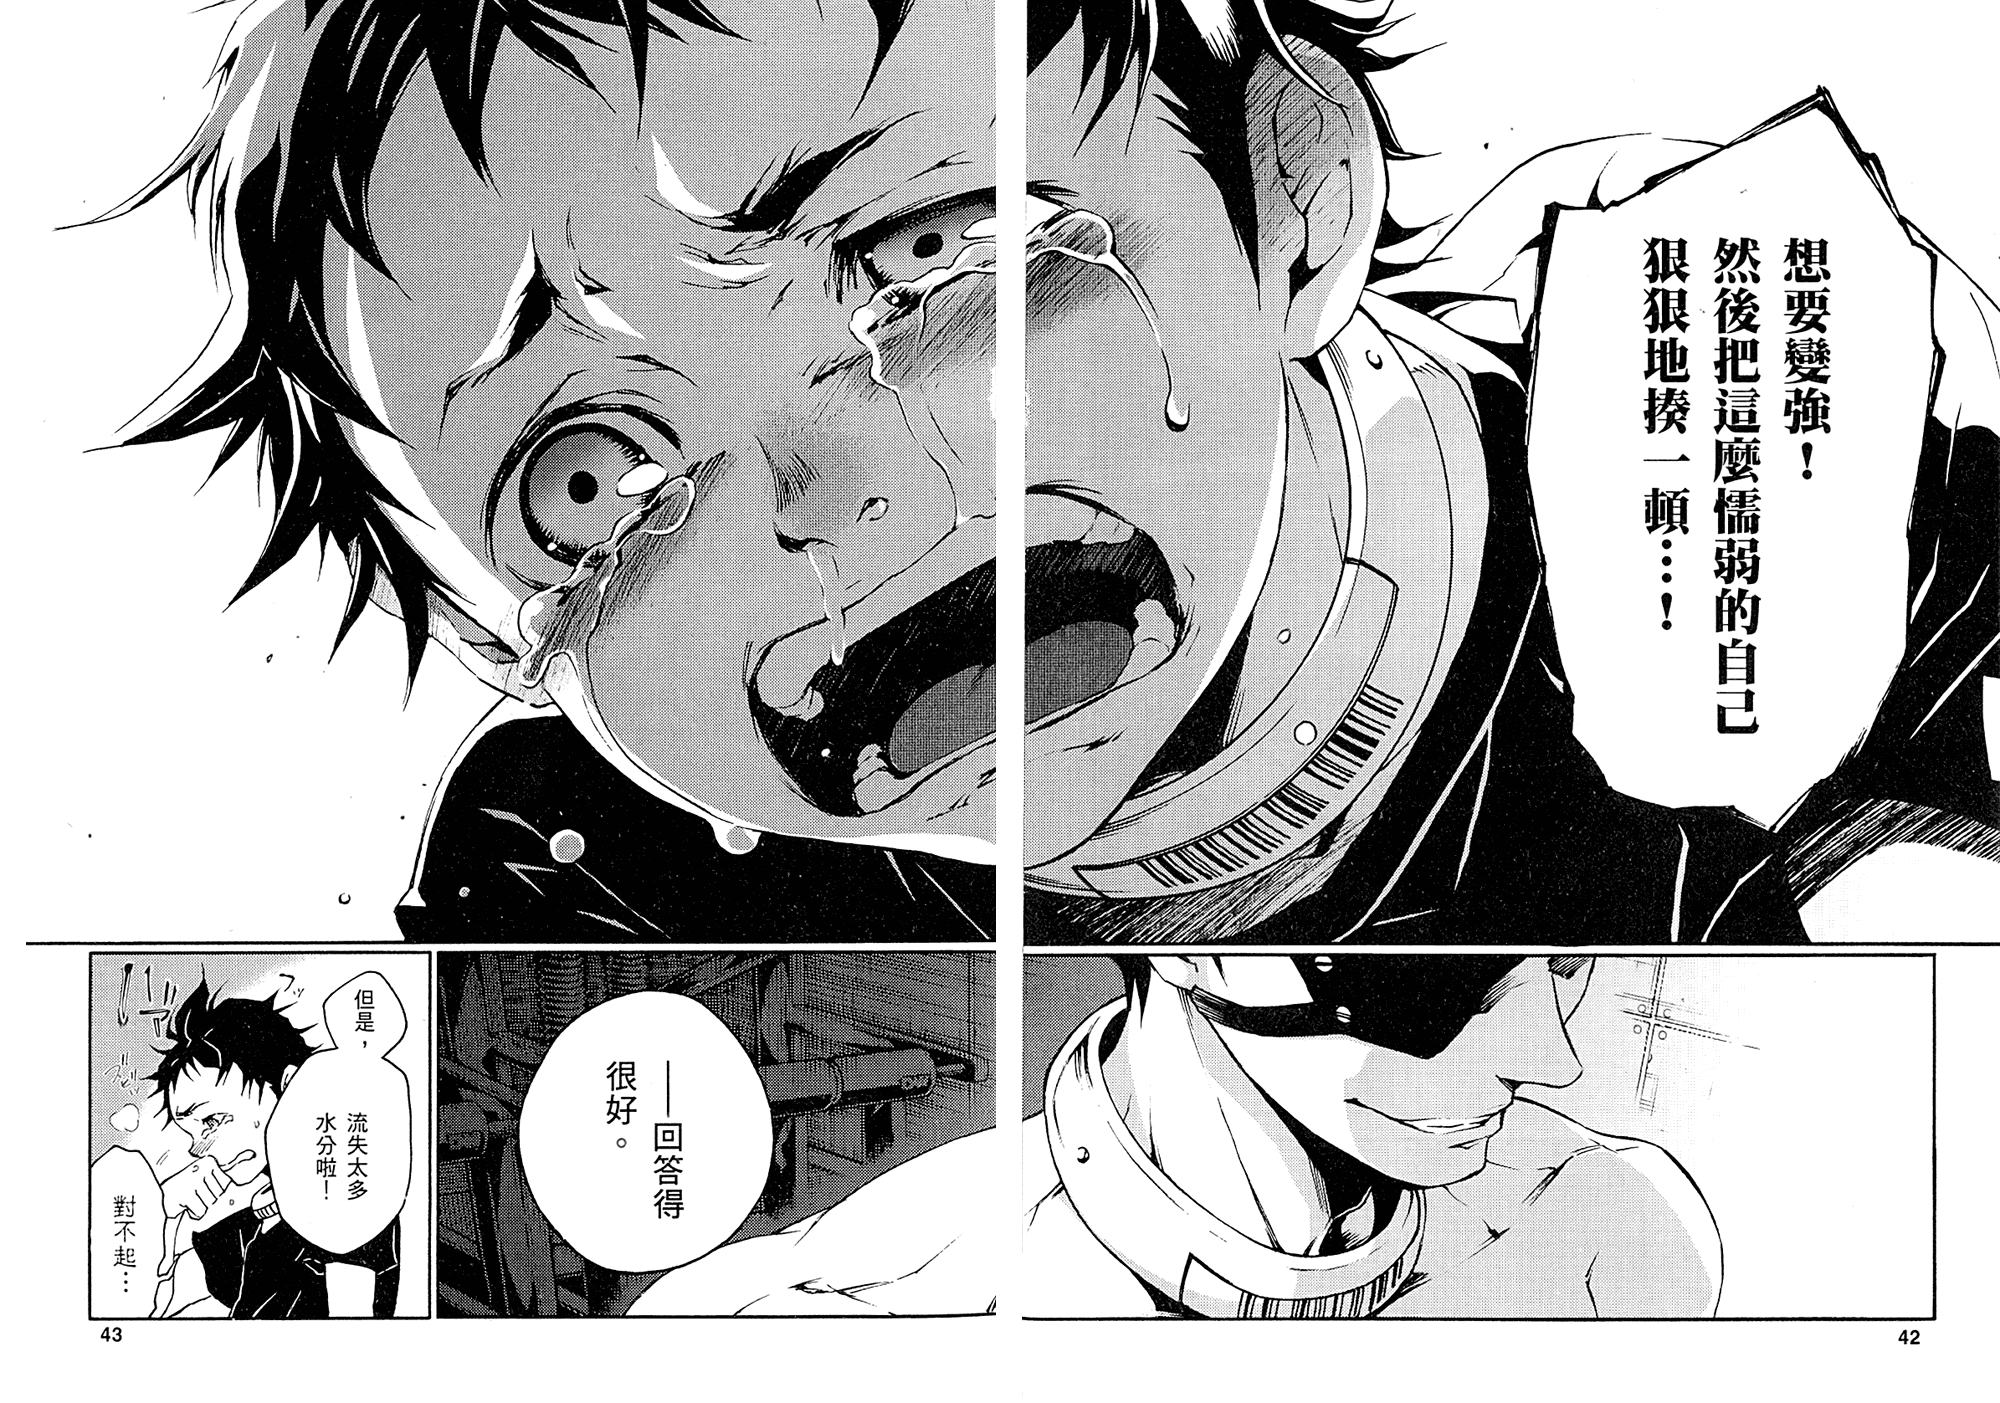 想要變強！
然後把這麼懦弱的自己
狠狠地揍一頓……！
——回答得
很好。
但是，
流失太多
水分啦！
對不起…
42
43